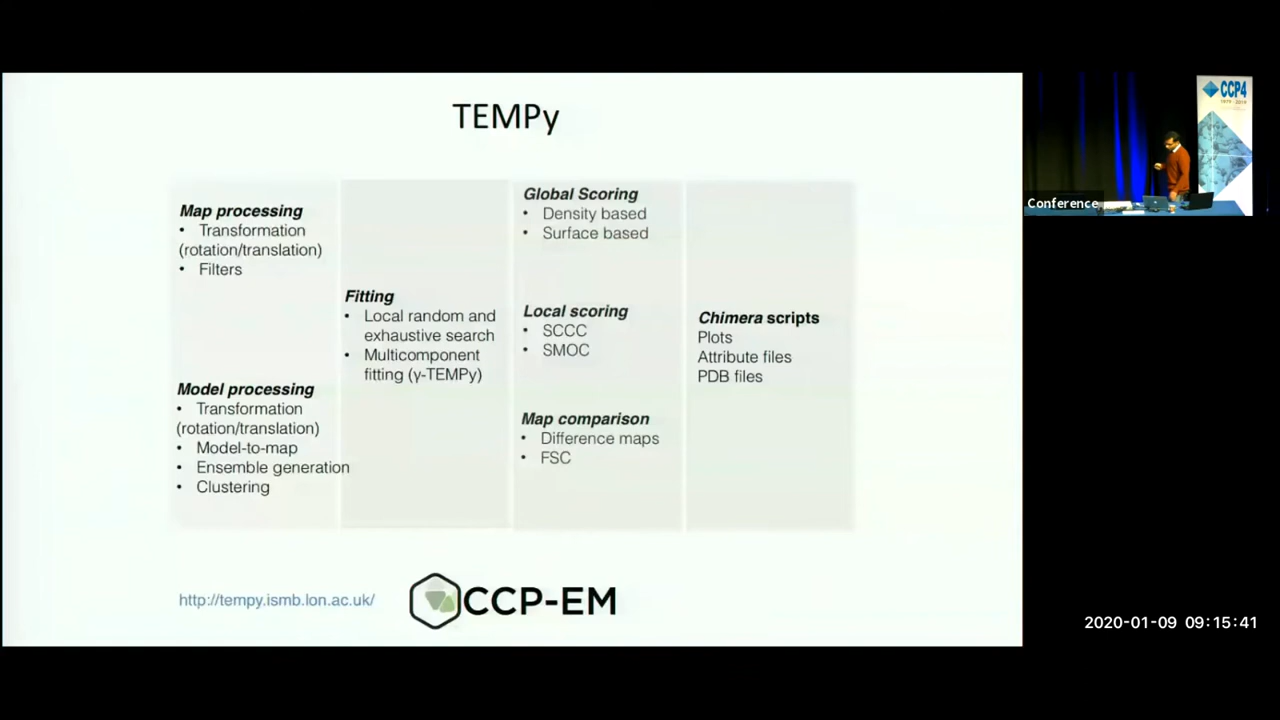 TEMPy
Map processing
• Transformation
(rotation/translation)
• Filters
Model processing
• Transformation
(rotation/translation)
• Model-to-map
• Ensemble generation
• Clustering
Fitting
• Local random and
exhaustive search
• Multicomponent
fitting (γ-TEMPy)
Global Scoring
• Density based
• Surface based
Local scoring
• SCCC
• SMOC
Map comparison
• Difference maps
• FSC
Chimera scripts
Plots
Attribute files
PDB files
http://tempy.ismb.lon.ac.uk/
CCP-EM
CCP4
Conference
2020-01-09 09:15:41